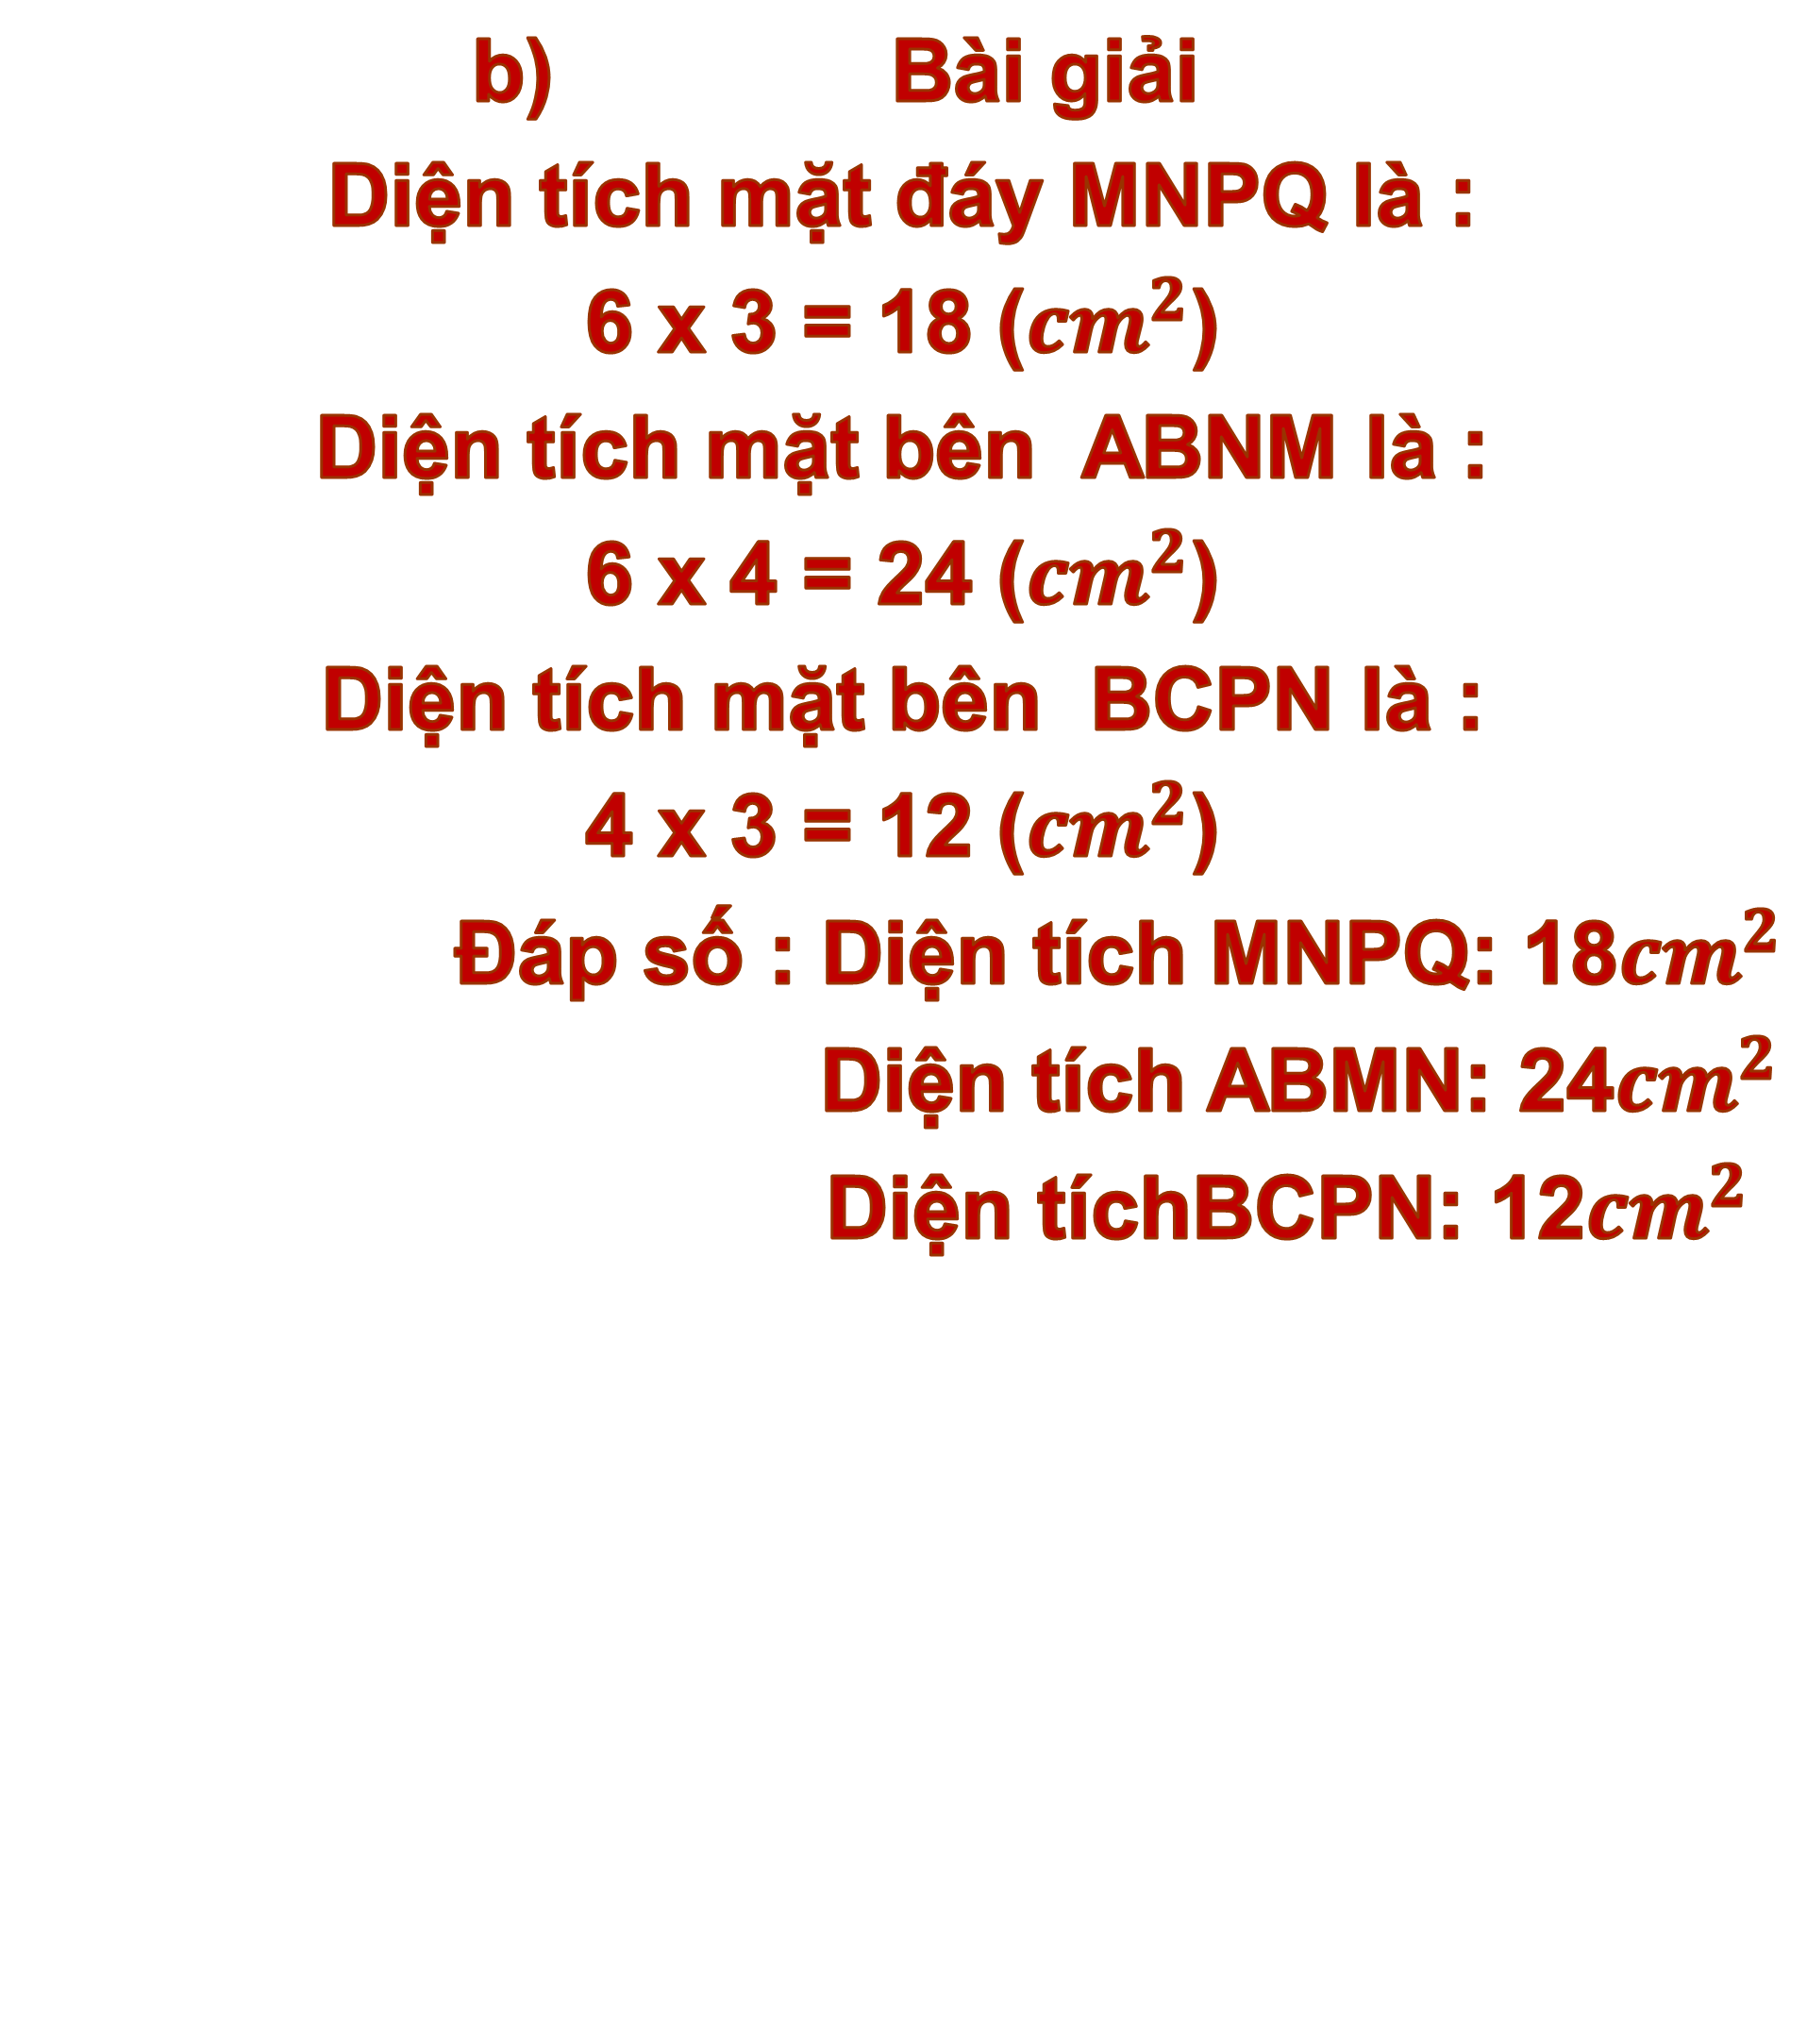 b) Bài giải
Diện tích mặt đáy MNPQ là :
6 x 3 = 18 (cm²)
Diện tích mặt bên ABNM là :
6 x 4 = 24 (cm²)
Diện tích mặt bên BCPN là :
4 x 3 = 12 (cm²)
Đáp số : Diện tích MNPQ: 18cm²
Diện tích ABMN: 24cm²
Diện tíchBCPN: 12cm²